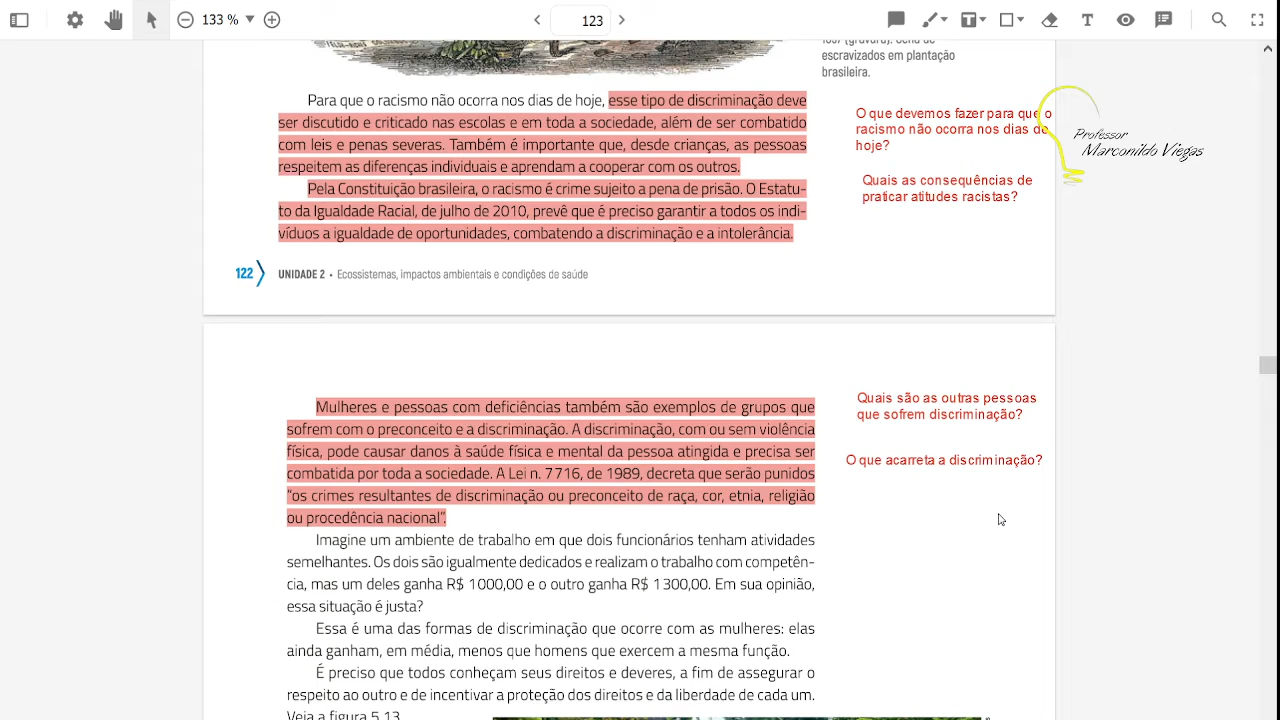 133 %
123
1857 (gravura). Cena de
escravizados em plantação
brasileira.
Para que o racismo não ocorra nos dias de hoje, esse tipo de discriminação deve
ser discutido e criticado nas escolas e em toda a sociedade, além de ser combatido
com leis e penas severas. Também é importante que, desde crianças, as pessoas
respeitem as diferenças individuais e aprendam a cooperar com os outros.
Pela Constituição brasileira, o racismo é crime sujeito a pena de prisão. O Estatu-
to da Igualdade Racial, de julho de 2010, prevê que é preciso garantir a todos os indi-
víduos a igualdade de oportunidades, combatendo a discriminação e a intolerância.
O que devemos fazer para que o
racismo não ocorra nos dias de
hoje?
Quais as consequências de
praticar atitudes racistas?
Professor
Marconildo Viegas
122 UNIDADE 2 • Ecossistemas, impactos ambientais e condições de saúde
Mulheres e pessoas com deficiências também são exemplos de grupos que
sofrem com o preconceito e a discriminação. A discriminação, com ou sem violência
física, pode causar danos à saúde física e mental da pessoa atingida e precisa ser
combatida por toda a sociedade. A Lei n. 7716, de 1989, decreta que serão punidos
“os crimes resultantes de discriminação ou preconceito de raça, cor, etnia, religião
ou procedência nacional”.
Quais são as outras pessoas
que sofrem discriminação?
O que acarreta a discriminação?
Imagine um ambiente de trabalho em que dois funcionários tenham atividades
semelhantes. Os dois são igualmente dedicados e realizam o trabalho com competên-
cia, mas um deles ganha R$ 1000,00 e o outro ganha R$ 1300,00. Em sua opinião,
essa situação é justa?
Essa é uma das formas de discriminação que ocorre com as mulheres: elas
ainda ganham, em média, menos que homens que exercem a mesma função.
É preciso que todos conheçam seus direitos e deveres, a fim de assegurar o
respeito ao outro e de incentivar a proteção dos direitos e da liberdade de cada um.
Veja a figura 5.13.